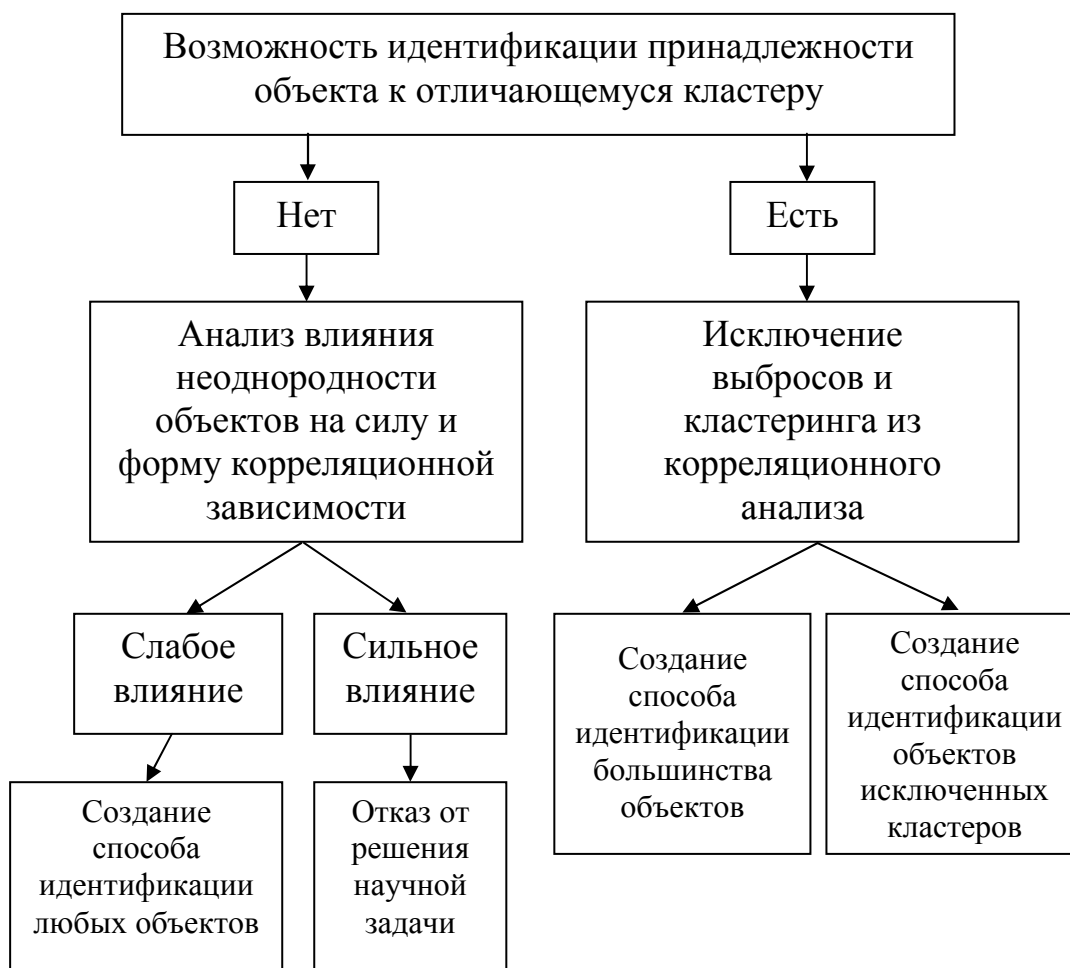 Возможность идентификации принадлежности
объекта к отличающемуся кластеру
Нет
Есть
Анализ влияния
неоднородности
объектов на силу и
форму корреляционной
зависимости
Исключение
выбросов и
кластеринга из
корреляционного
анализа
Слабое
влияние
Сильное
влияние
Создание
способа
идентификации
большинства
объектов
Создание
способа
идентификации
объектов
исключенных
кластеров
Создание
способа
идентификации
любых объектов
Отказ от
решения
научной
задачи